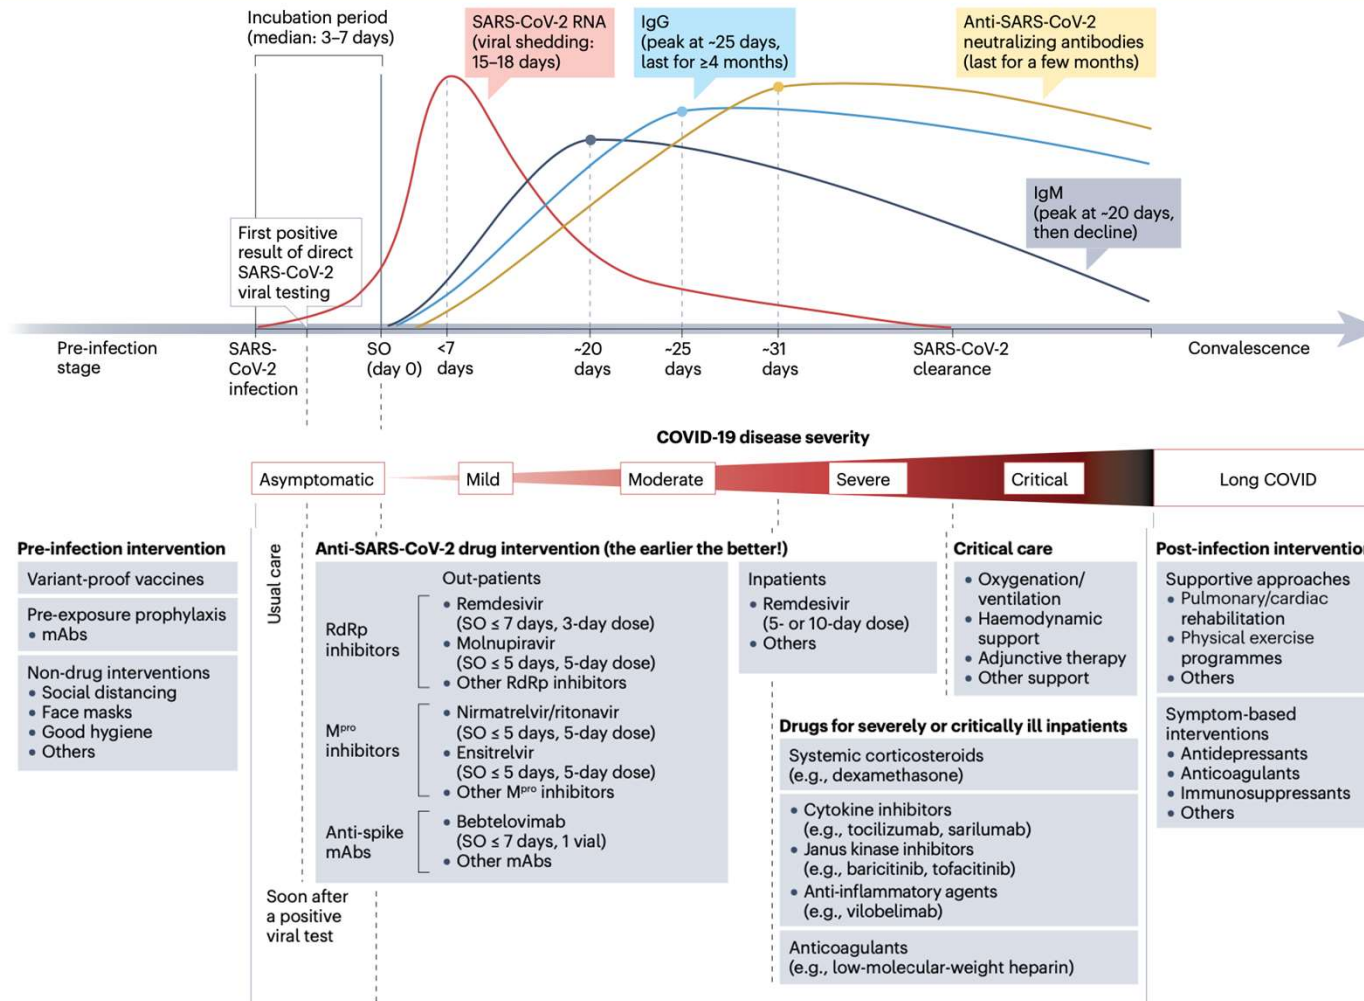 Incubation period
(median: 3–7 days)
SARS-CoV-2 RNA
(viral shedding:
15–18 days)
IgG
(peak at ~25 days,
last for ≥4 months)
Anti-SARS-CoV-2
neutralizing antibodies
(last for a few months)
IgM
(peak at ~20 days,
then decline)
First positive
result of direct
SARS-CoV-2
viral testing
Pre-infection
stage
SARS-
CoV-2
infection
SO
(day 0)
<7
days
~20
days
~25
days
~31
days
SARS-CoV-2
clearance
Convalescence
COVID-19 disease severity
Asymptomatic
Mild
Moderate
Severe
Critical
Long COVID
Pre-infection intervention
Variant-proof vaccines
Pre-exposure prophylaxis
• mAbs
Non-drug interventions
• Social distancing
• Face masks
• Good hygiene
• Others
Usual care
Soon after
a positive
viral test
Anti-SARS-CoV-2 drug intervention (the earlier the better!)
Out-patients
RdRp
inhibitors
• Remdesivir
(SO ≤ 7 days, 3-day dose)
• Molnupiravir
(SO ≤ 5 days, 5-day dose)
• Other RdRp inhibitors
Mᵖʳᵒ
inhibitors
• Nirmatrelvir/ritonavir
(SO ≤ 5 days, 5-day dose)
• Ensitrelvir
(SO ≤ 5 days, 5-day dose)
• Other Mᵖʳᵒ inhibitors
Anti-spike
mAbs
• Bebtelovimab
(SO ≤ 7 days, 1 vial)
• Other mAbs
Inpatients
• Remdesivir
(5- or 10-day dose)
• Others
Critical care
• Oxygenation/
ventilation
• Haemodynamic
support
• Adjunctive therapy
• Other support
Drugs for severely or critically ill inpatients
Systemic corticosteroids
(e.g., dexamethasone)
• Cytokine inhibitors
(e.g., tocilizumab, sarilumab)
• Janus kinase inhibitors
(e.g., baricitinib, tofacitinib)
• Anti-inflammatory agents
(e.g., vilobelimab)
Anticoagulants
(e.g., low-molecular-weight heparin)
Post-infection intervention
Supportive approaches
• Pulmonary/cardiac
rehabilitation
• Physical exercise
programmes
• Others
Symptom-based
interventions
• Antidepressants
• Anticoagulants
• Immunosuppressants
• Others